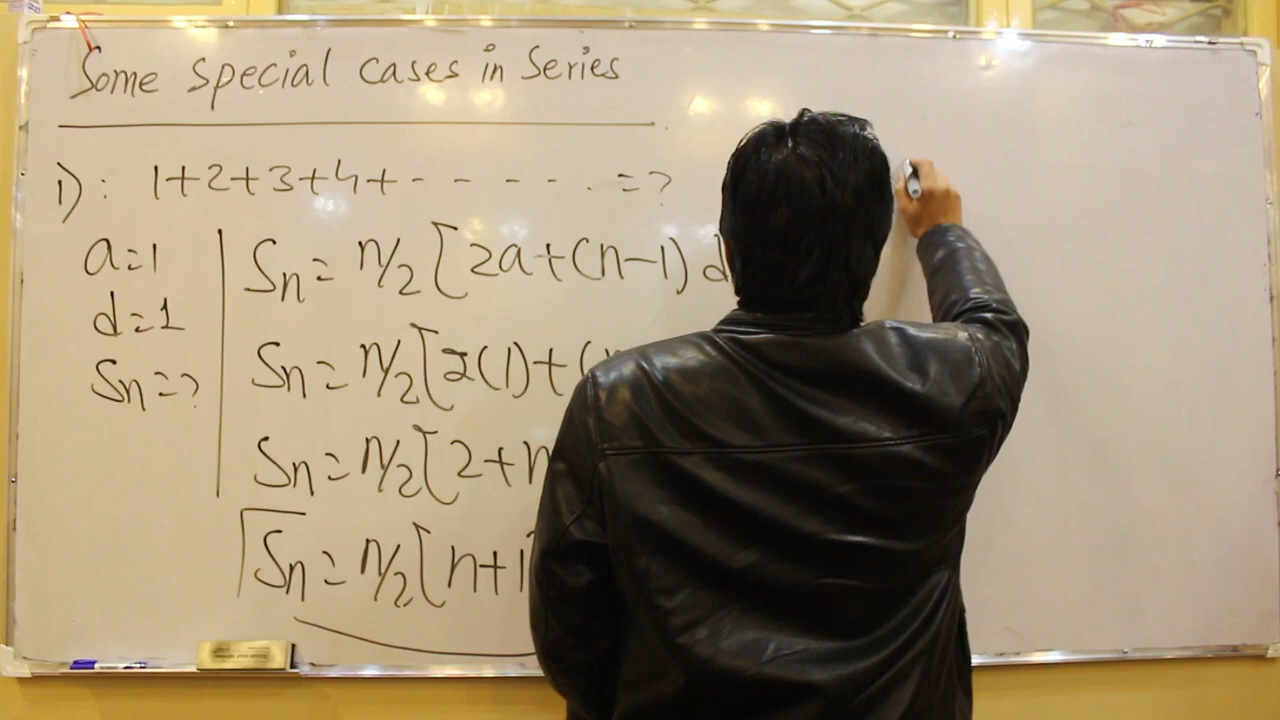 Some special cases in series
1): 1+2+3+4+- - - - - . =?
a=1
d=1
Sn=?
Sn= n/2 [2a+(n-1) d
Sn= n/2 [2(1)+(
Sn= n/2 [2+n
Sn= n/2 [n+1